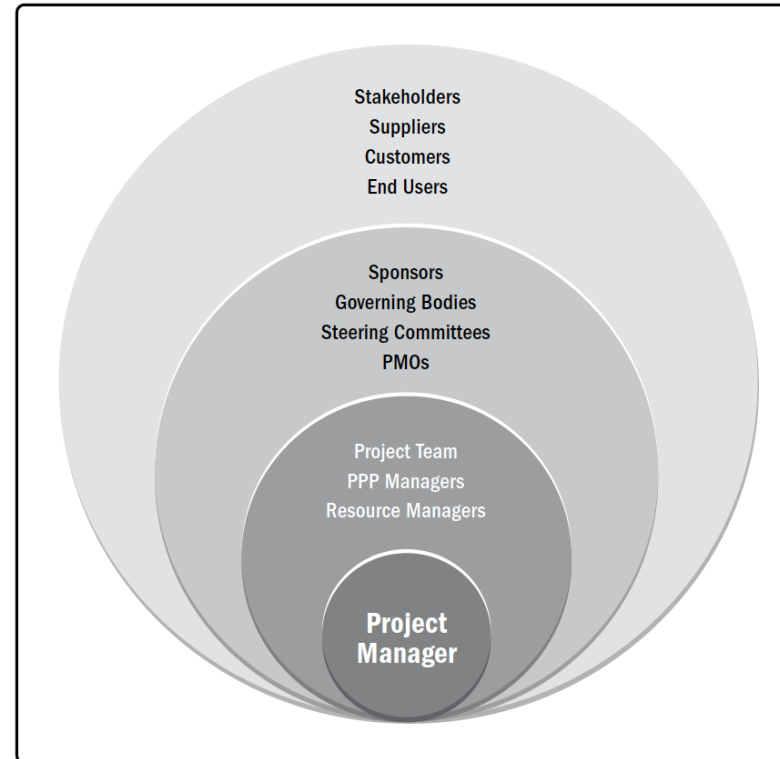 Stakeholders
Suppliers
Customers
End Users
Sponsors
Governing Bodies
Steering Committees
PMOs
Project Team
PPP Managers
Resource Managers
Project
Manager